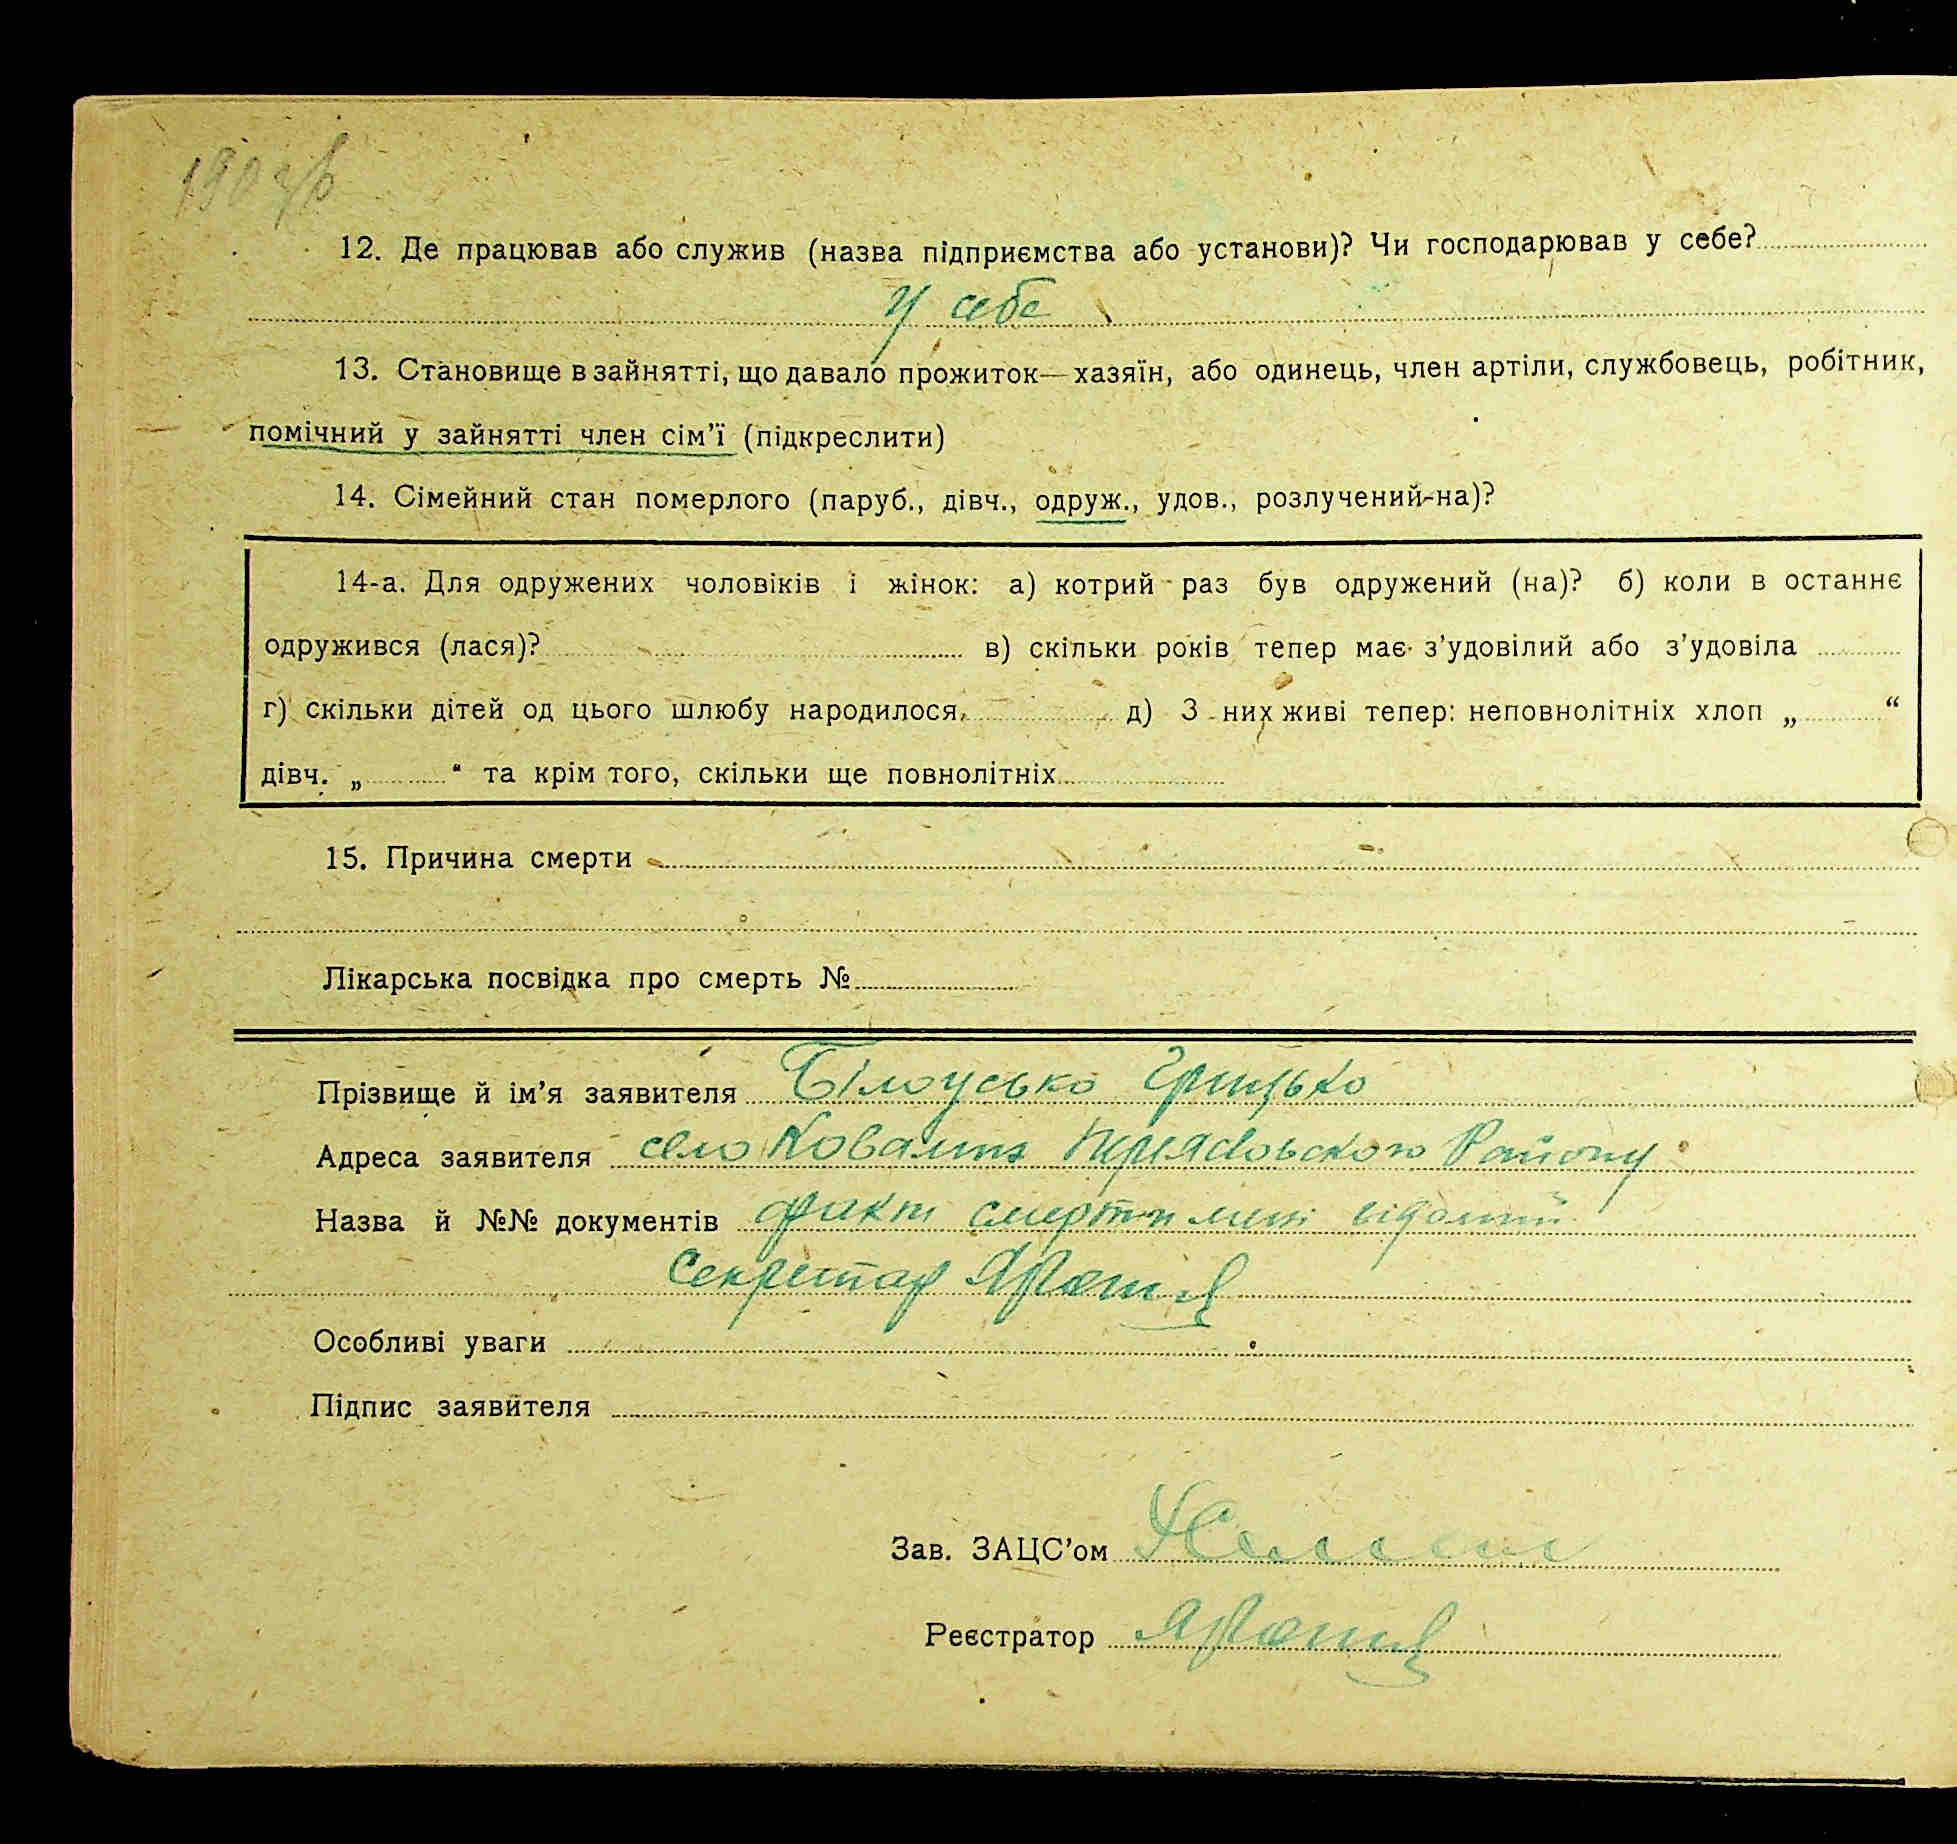 190 зв
12. Де працював або служив (назва підприємства або установи)? Чи господарював у себе?
У себе
13. Становище в зайнятті, що давало прожиток—хазяїн, або одинець, член артіли, службовець, робітник,
помічний у зайнятті член сім’ї (підкреслити)
14. Сімейний стан померлого (паруб., дівч., одруж., удов., розлучений-на)?
14-а. Для одружених чоловіків і жінок: а) котрий раз був одружений (на)? б) коли в останнє
одружився (лася)? в) скільки років тепер має з’удовілий або з’удовіла
г) скільки дітей од цього шлюбу народилося, д) З них живі тепер: неповнолітніх хлоп „ “
дівч. „ “ та крім того, скільки ще повнолітніх
15. Причина смерти
Лікарська посвідка про смерть №
Прізвище й ім’я заявителя Білоусько Грицько
Адреса заявителя село Ковалин Району
Назва й №№ документів факт смерти мені відомий
Секретар
Особливі уваги
Підпис заявителя
Зав. ЗАЦС’ом
Реєстратор